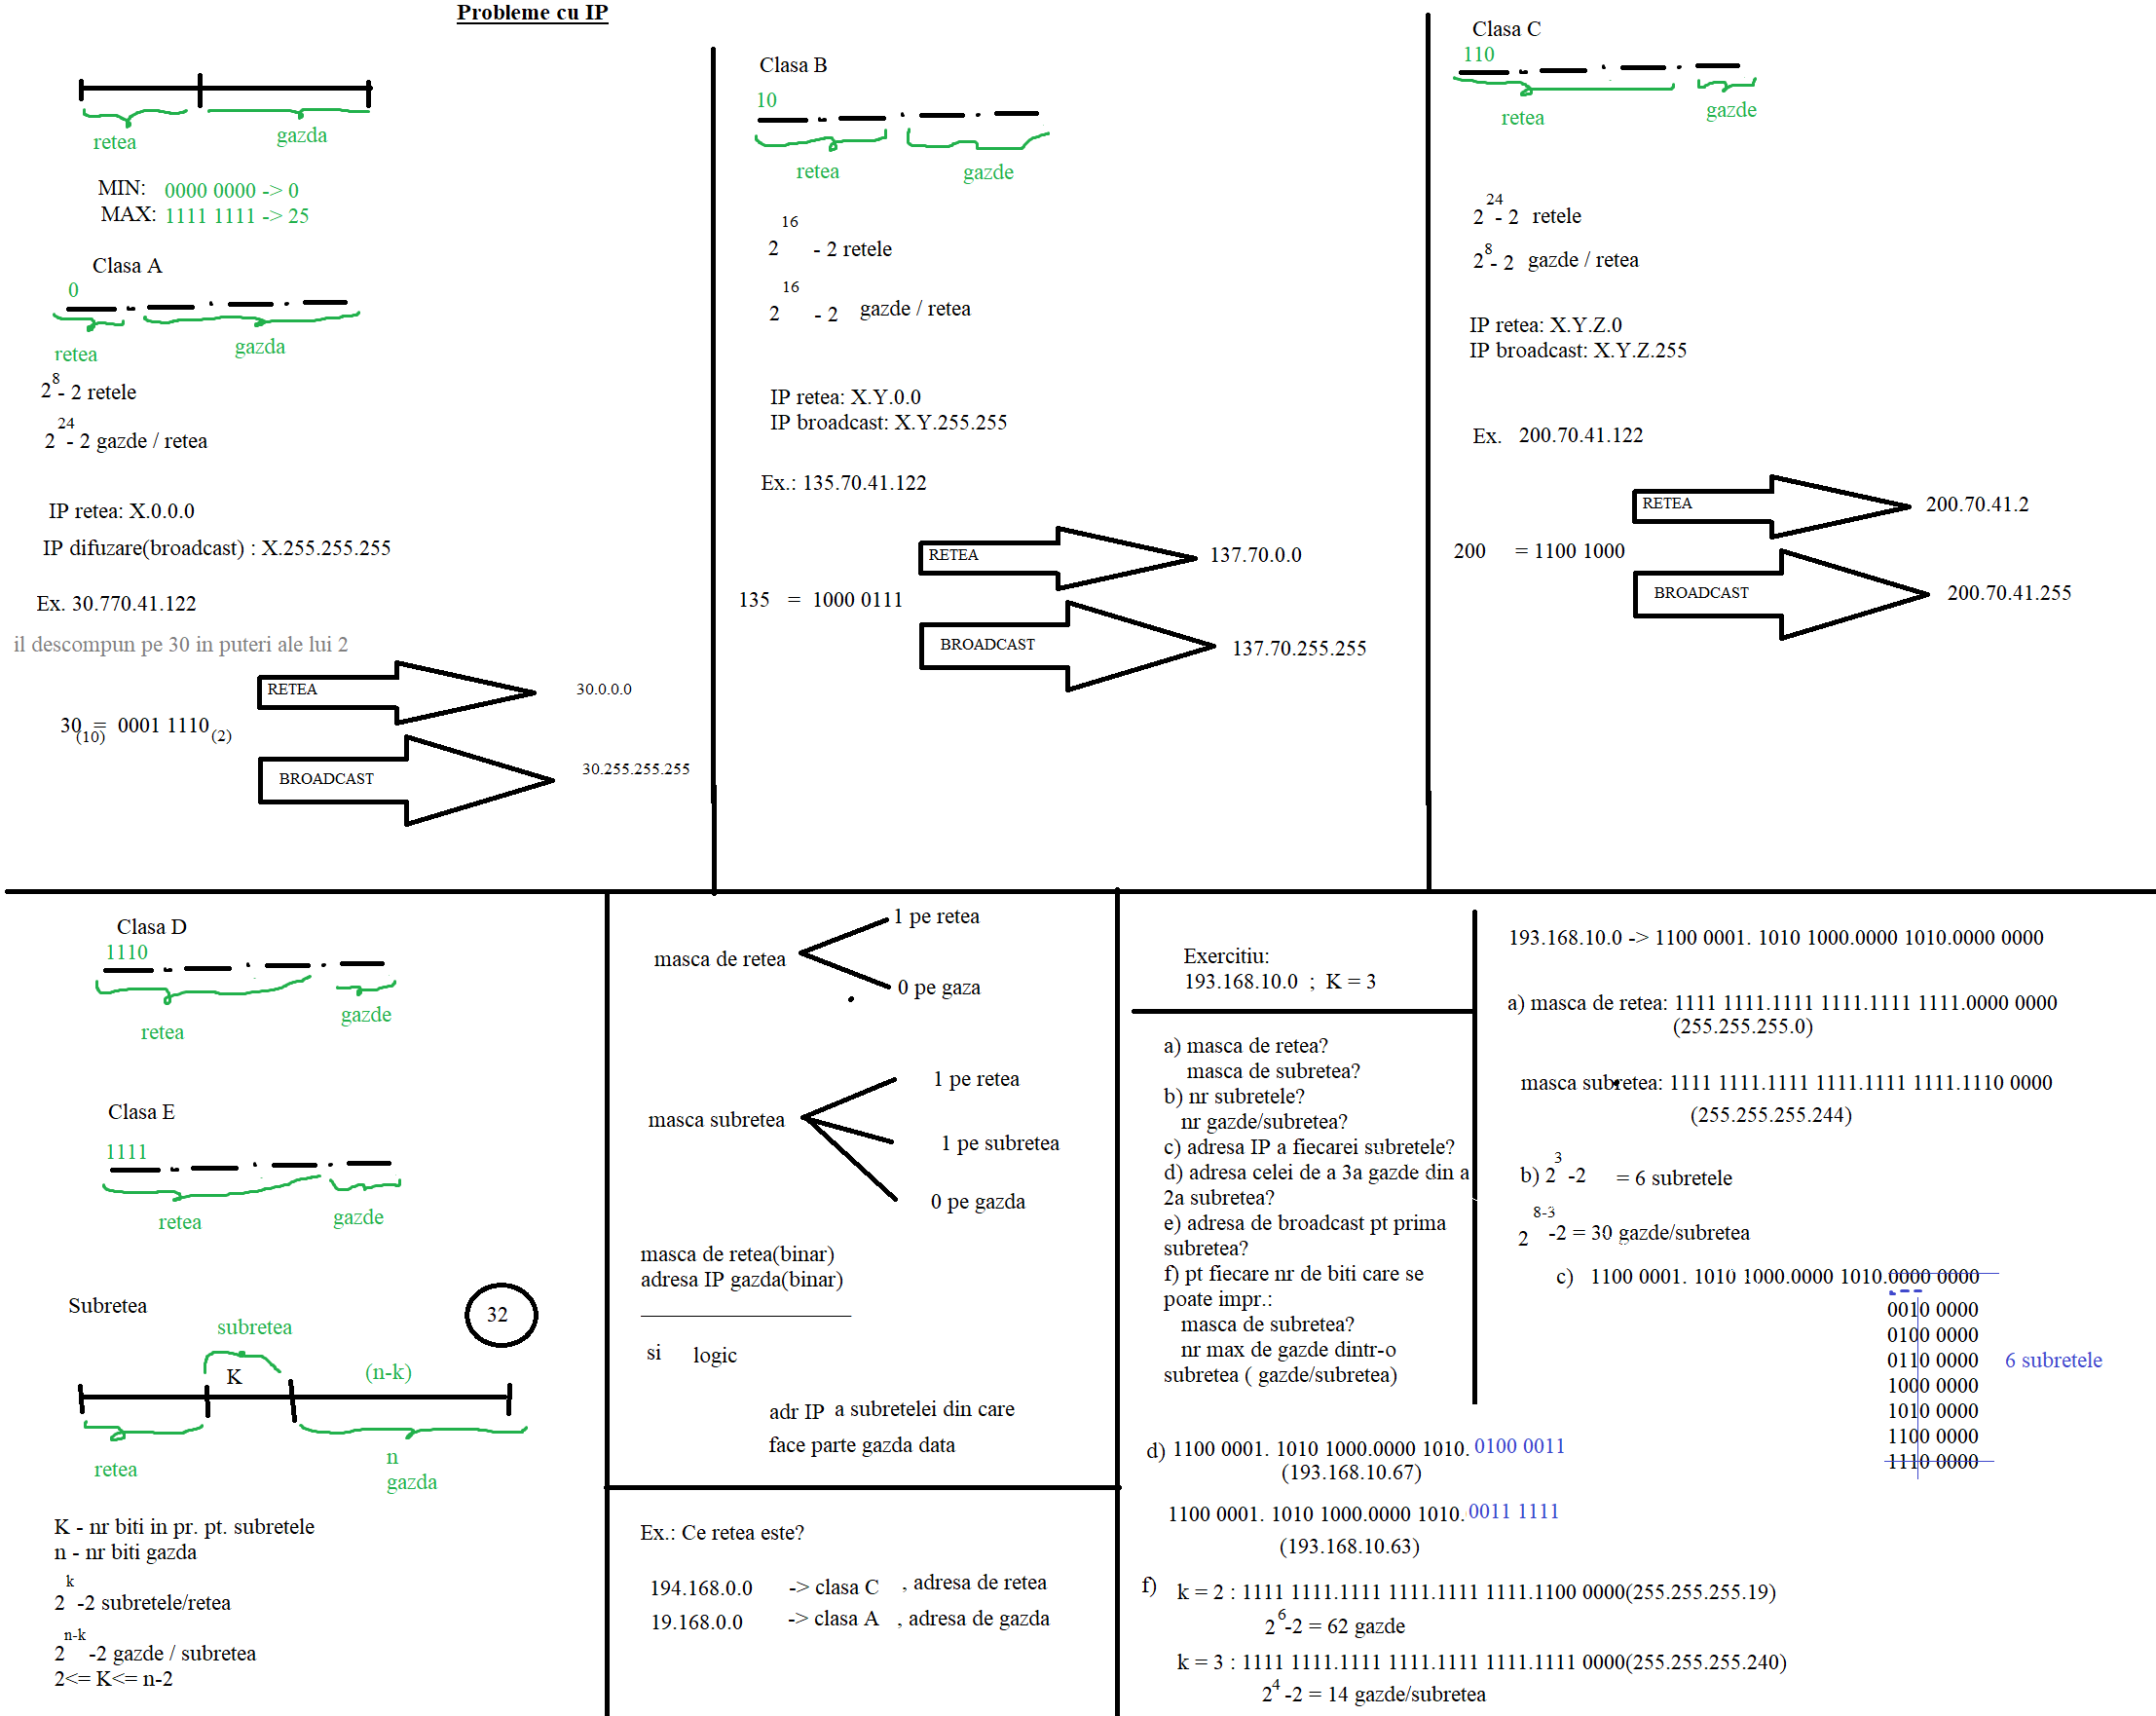 Probleme cu IP
retea
gazda
MIN: 0000 0000 -> 0
MAX: 1111 1111 -> 25
Clasa A
0
retea
gazda
2^8 - 2 retele
2^24 - 2 gazde / retea
IP retea: X.0.0.0
IP difuzare(broadcast) : X.255.255.255
Ex. 30.770.41.122
il descompun pe 30 in puteri ale lui 2
RETEA
30.0.0.0
30(10) = 0001 1110(2)
BROADCAST
30.255.255.255
Clasa B
10
retea
gazde
2^16 - 2 retele
2^16 - 2 gazde / retea
IP retea: X.Y.0.0
IP broadcast: X.Y.255.255
Ex.: 135.70.41.122
RETEA
137.70.0.0
135 = 1000 0111
BROADCAST
137.70.255.255
Clasa C
110
retea
gazde
2^24 - 2 retele
2^8 - 2 gazde / retea
IP retea: X.Y.Z.0
IP broadcast: X.Y.Z.255
Ex. 200.70.41.122
RETEA
200.70.41.2
200 = 1100 1000
BROADCAST
200.70.41.255
Clasa D
1110
retea
gazde
Clasa E
1111
retea
gazde
Subretea
32
subretea
K
(n-k)
retea
n
gazda
K - nr biti in pr. pt. subretele
n - nr biti gazda
2^k -2 subretele/retea
2^n-k -2 gazde / subretea
2<= K<= n-2
1 pe retea
masca de retea
0 pe gaza
1 pe retea
masca subretea
1 pe subretea
0 pe gazda
masca de retea(binar)
adresa IP gazda(binar)
si logic
adr IP a subretelei din care
face parte gazda data
Ex.: Ce retea este?
194.168.0.0 -> clasa C , adresa de retea
19.168.0.0 -> clasa A , adresa de gazda
Exercitiu:
193.168.10.0 ; K = 3
a) masca de retea?
masca de subretea?
b) nr subretele?
nr gazde/subretea?
c) adresa IP a fiecarei subretele?
d) adresa celei de a 3a gazde din a
2a subretea?
e) adresa de broadcast pt prima
subretea?
f) pt fiecare nr de biti care se
poate impr.:
masca de subretea?
nr max de gazde dintr-o
subretea ( gazde/subretea)
193.168.10.0 -> 1100 0001. 1010 1000.0000 1010.0000 0000
a) masca de retea: 1111 1111.1111 1111.1111 1111.0000 0000
(255.255.255.0)
masca subretea: 1111 1111.1111 1111.1111 1111.1110 0000
(255.255.255.244)
b) 2^3 -2 = 6 subretele
2^8-3 -2 = 30 gazde/subretea
c) 1100 0001. 1010 1000.0000 1010.0000 0000
0010 0000
0100 0000
0110 0000 6 subretele
1000 0000
1010 0000
1100 0000
1110 0000
d) 1100 0001. 1010 1000.0000 1010. 0100 0011
(193.168.10.67)
1100 0001. 1010 1000.0000 1010. 0011 1111
(193.168.10.63)
f) k = 2 : 1111 1111.1111 1111.1111 1111.1100 0000(255.255.255.19)
2^6 -2 = 62 gazde
k = 3 : 1111 1111.1111 1111.1111 1111.1111 0000(255.255.255.240)
2^4 -2 = 14 gazde/subretea